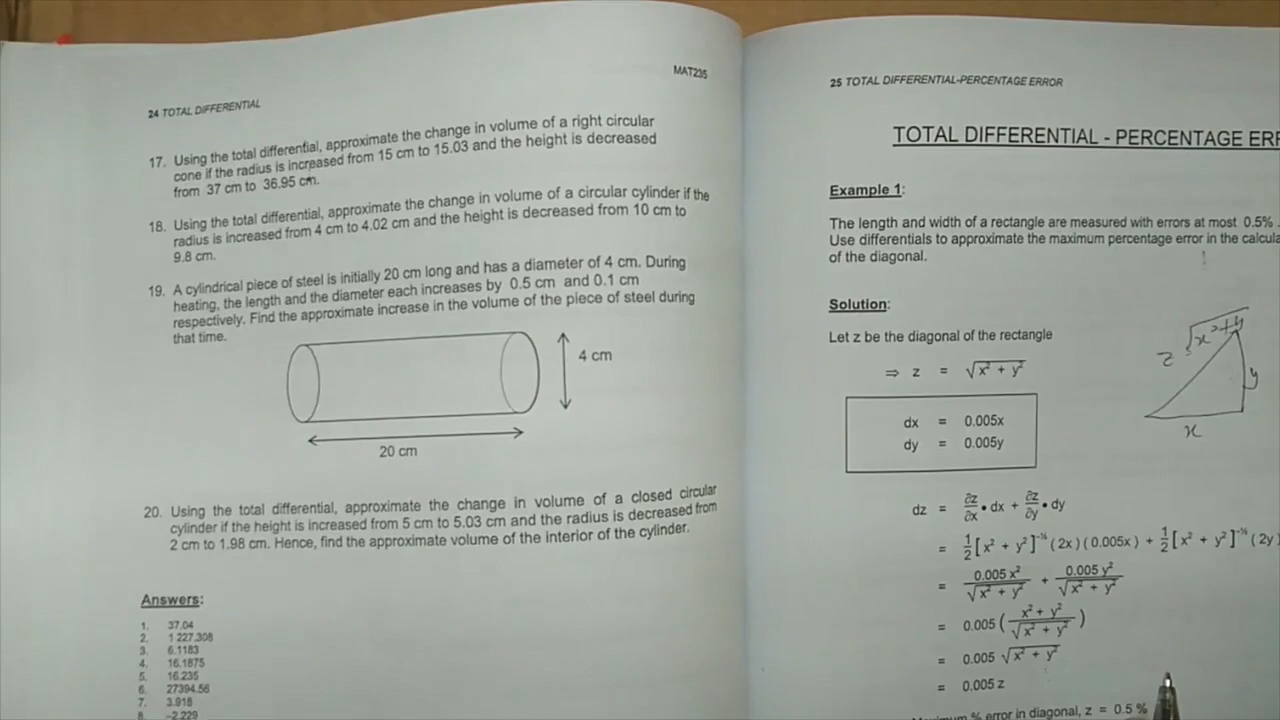 24 TOTAL DIFFERENTIAL
MAT235
17. Using the total differential, approximate the change in volume of a right circular
cone if the radius is increased from 15 cm to 15.03 and the height is decreased
from 37 cm to 36.95 cm.
18. Using the total differential, approximate the change in volume of a circular cylinder if the
radius is increased from 4 cm to 4.02 cm and the height is decreased from 10 cm to
9.8 cm.
19. A cylindrical piece of steel is initially 20 cm long and has a diameter of 4 cm. During
heating, the length and the diameter each increases by 0.5 cm and 0.1 cm
respectively. Find the approximate increase in the volume of the piece of steel during
that time.
4 cm
20 cm
20. Using the total differential, approximate the change in volume of a closed circular
cylinder if the height is increased from 5 cm to 5.03 cm and the radius is decreased from
2 cm to 1.98 cm. Hence, find the approximate volume of the interior of the cylinder.
Answers:
1. 37.04
2. 1 227.308
3. 6.1183
4. 16.1875
5. 16.235
6. 27394.56
7. 3.918
8. -2.229
25 TOTAL DIFFERENTIAL-PERCENTAGE ERROR
TOTAL DIFFERENTIAL - PERCENTAGE ERR
Example 1:
The length and width of a rectangle are measured with errors at most 0.5%
Use differentials to approximate the maximum percentage error in the calcula
of the diagonal.
Solution:
Let z be the diagonal of the rectangle
⇒ z = √(x² + y²)
z √x²+y
y
x
dx = 0.005x
dy = 0.005y
dz = ∂z/∂x • dx + ∂z/∂y • dy
= 1/2 [ x² + y² ]^-½ ( 2x ) ( 0.005x ) + 1/2 [ x² + y² ]^-½ ( 2y )
= 0.005 x² / √(x² + y²) + 0.005 y² / √(x² + y²)
= 0.005 ( x² + y² / √(x² + y²) )
= 0.005 √(x² + y²)
= 0.005 z
% error in diagonal, z = 0.5 %